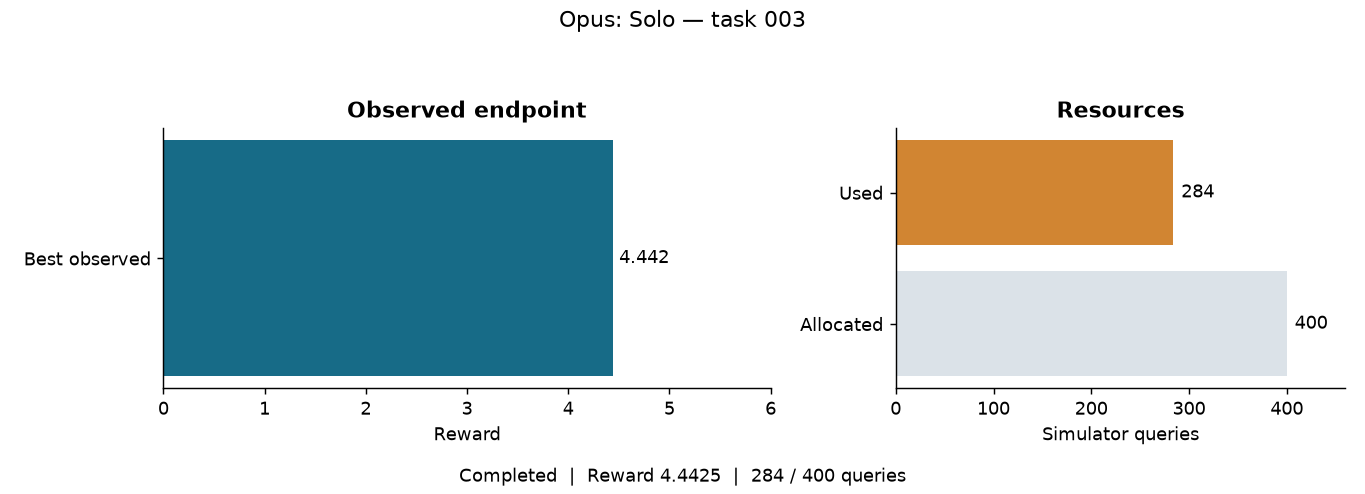 Opus: Solo — task 003
Observed endpoint
Best observed
4.442
0 1 2 3 4 5 6
Reward
Resources
Used
284
Allocated
400
0 100 200 300 400
Simulator queries
Completed | Reward 4.4425 | 284 / 400 queries